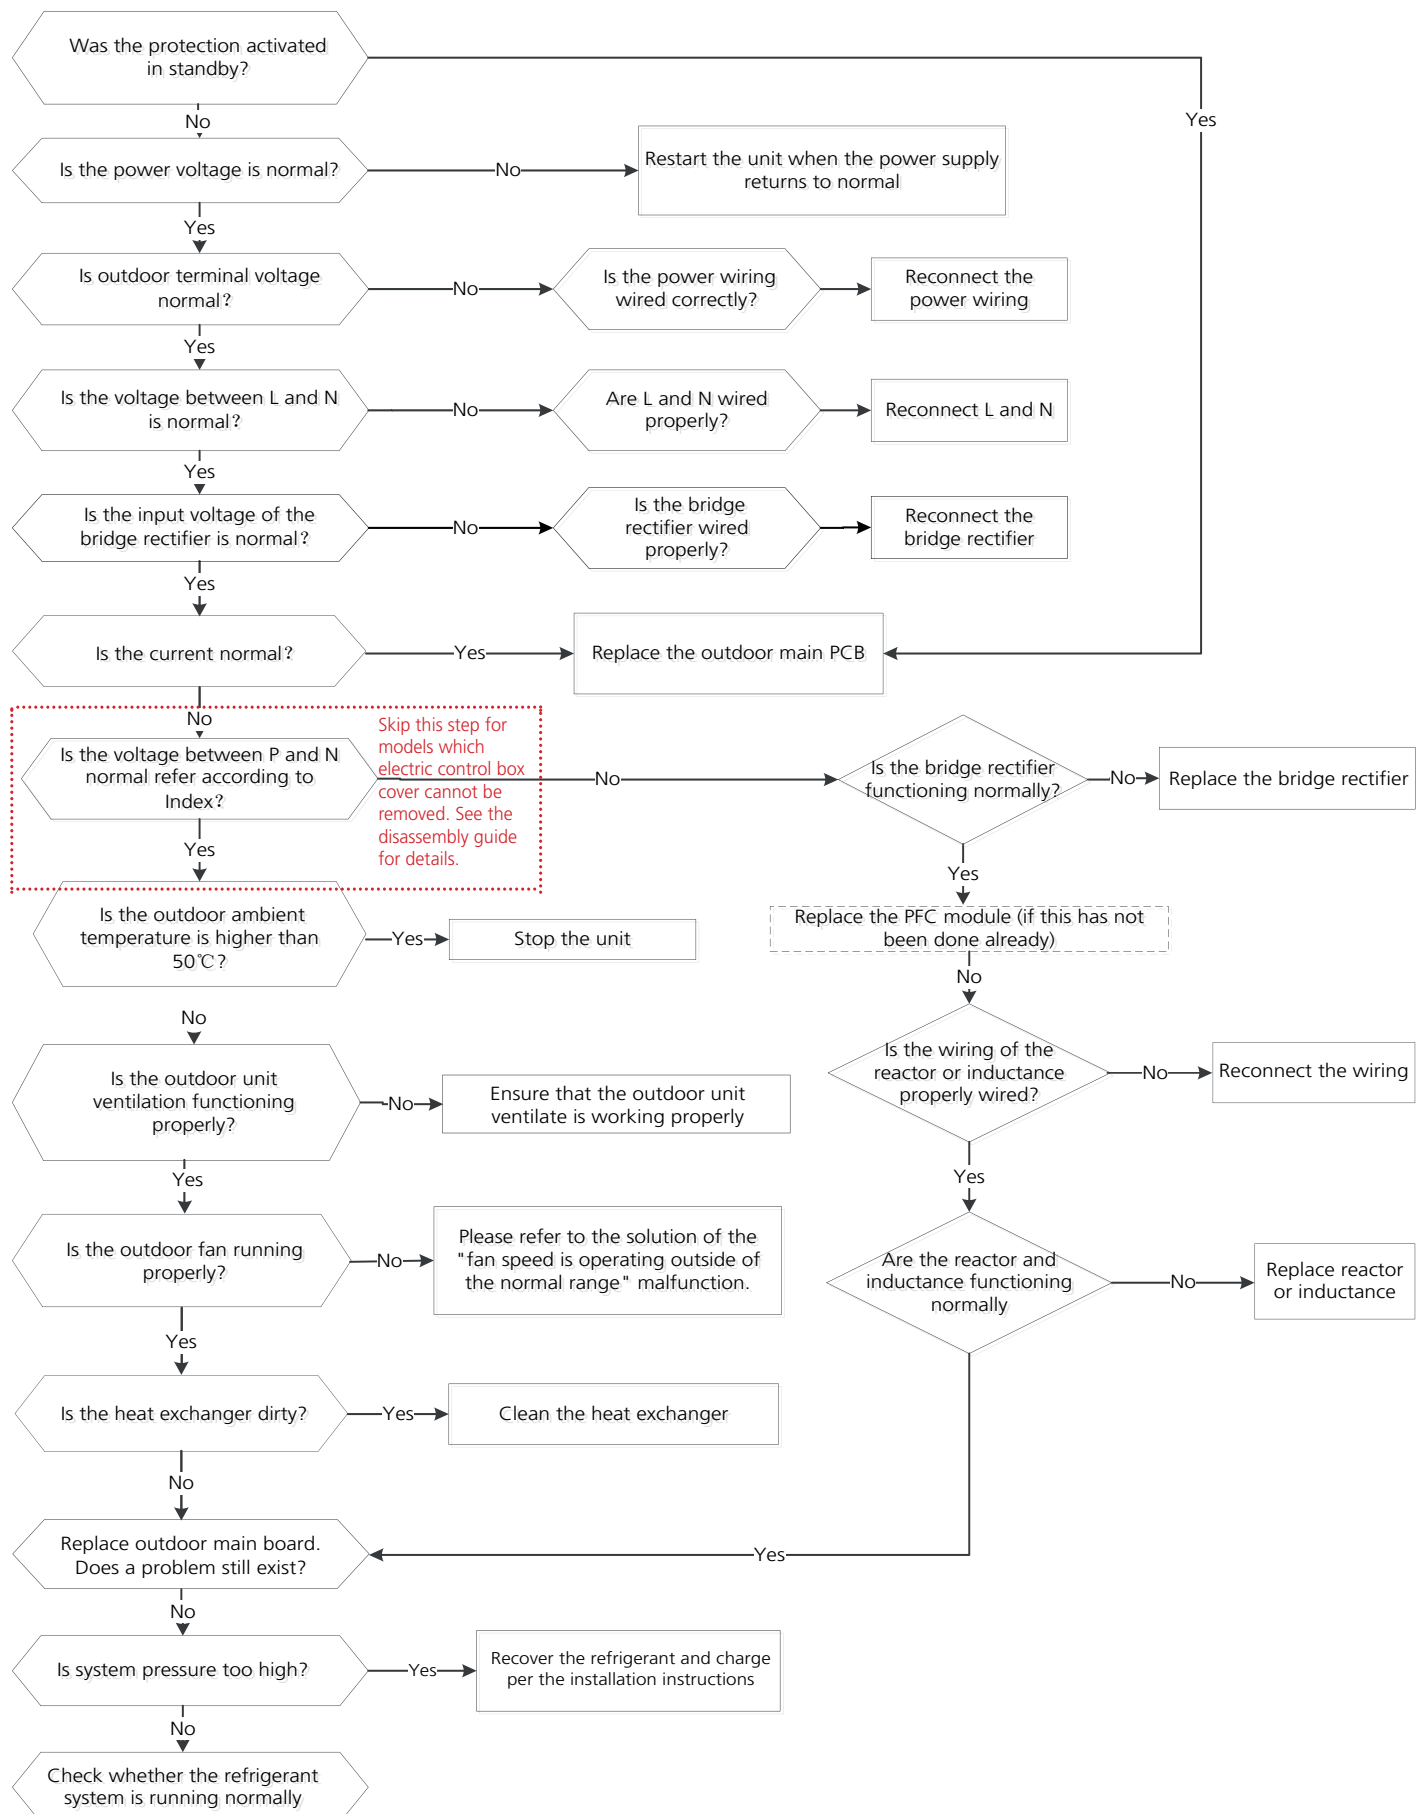 Was the protection activated
in standby?
Yes
No
Is the power voltage is normal?
No
Restart the unit when the power supply
returns to normal
Yes
Is outdoor terminal voltage
normal?
No
Is the power wiring
wired correctly?
Reconnect the
power wiring
Yes
Is the voltage between L and N
is normal?
No
Are L and N wired
properly?
Reconnect L and N
Yes
Is the input voltage of the
bridge rectifier is normal?
No
Is the bridge
rectifier wired
properly?
Reconnect the
bridge rectifier
Yes
Is the current normal?
Yes
Replace the outdoor main PCB
No
Skip this step for
models which
electric control box
cover cannot be
removed. See the
disassembly guide
for details.
Is the voltage between P and N
normal refer according to
Index?
No
Is the bridge rectifier
functioning normally?
No
Replace the bridge rectifier
Yes
Yes
Is the outdoor ambient
temperature is higher than
50℃?
Yes
Stop the unit
Replace the PFC module (if this has not
been done already)
No
No
Is the outdoor unit
ventilation functioning
properly?
No
Ensure that the outdoor unit
ventilate is working properly
Is the wiring of the
reactor or inductance
properly wired?
No
Reconnect the wiring
Yes
Yes
Is the outdoor fan running
properly?
No
Please refer to the solution of the
"fan speed is operating outside of
the normal range" malfunction.
Are the reactor and
inductance functioning
normally
No
Replace reactor
or inductance
Yes
Is the heat exchanger dirty?
Yes
Clean the heat exchanger
No
Replace outdoor main board.
Does a problem still exist?
Yes
No
Is system pressure too high?
Yes
Recover the refrigerant and charge
per the installation instructions
No
Check whether the refrigerant
system is running normally